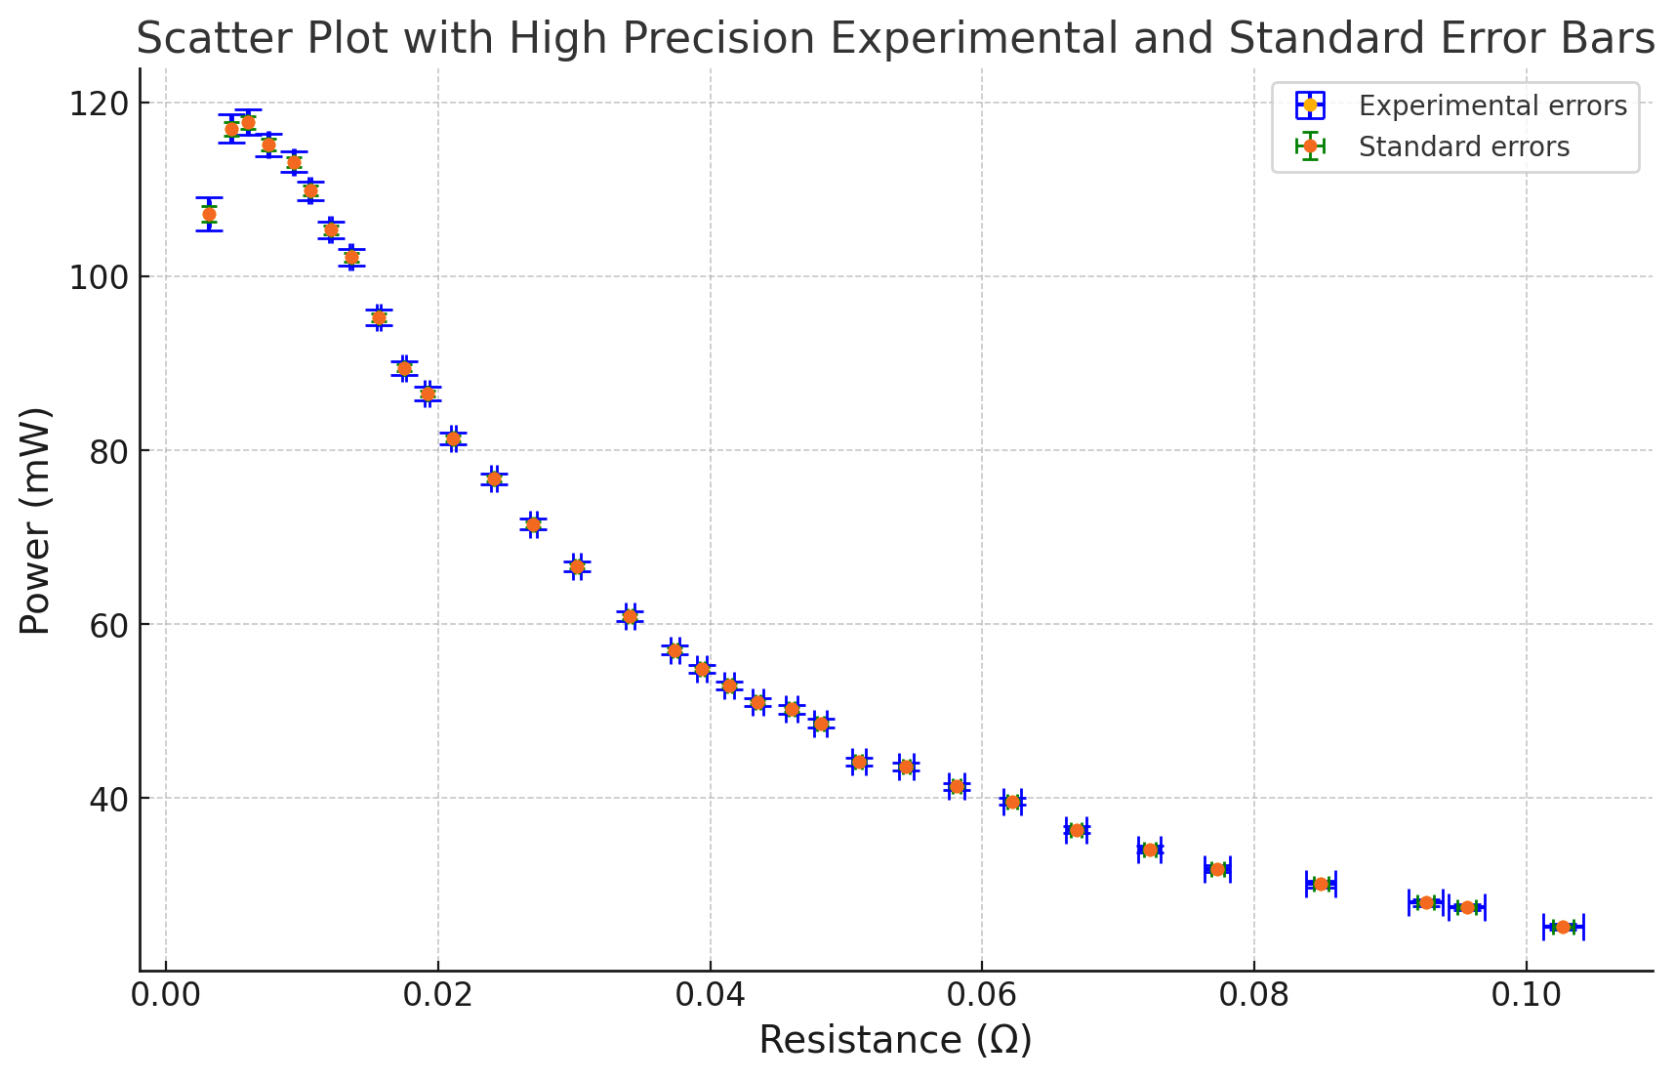 Scatter Plot with High Precision Experimental and Standard Error Bars
Experimental errors
Standard errors
120
100
80
60
40
Power (mW)
0.00 0.02 0.04 0.06 0.08 0.10
Resistance (Ω)